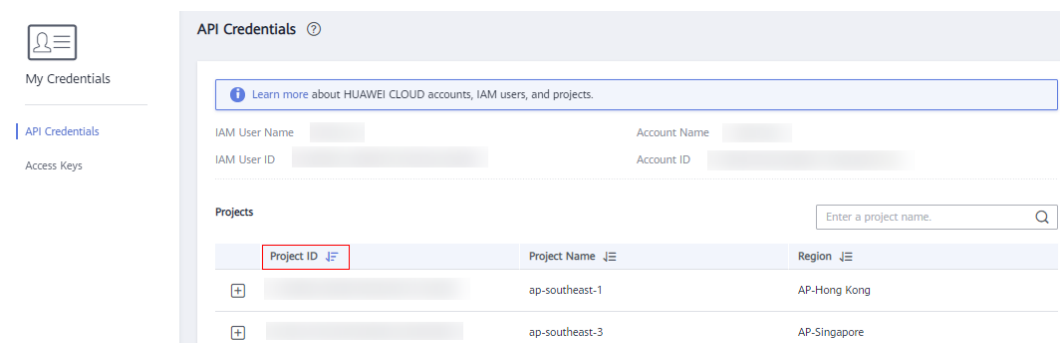 API Credentials
My Credentials
API Credentials
Access Keys
Learn more about HUAWEI CLOUD accounts, IAM users, and projects.
IAM User Name
Account Name
IAM User ID
Account ID
Projects
Enter a project name.
Project ID Project Name Region
ap-southeast-1 AP-Hong Kong
ap-southeast-3 AP-Singapore